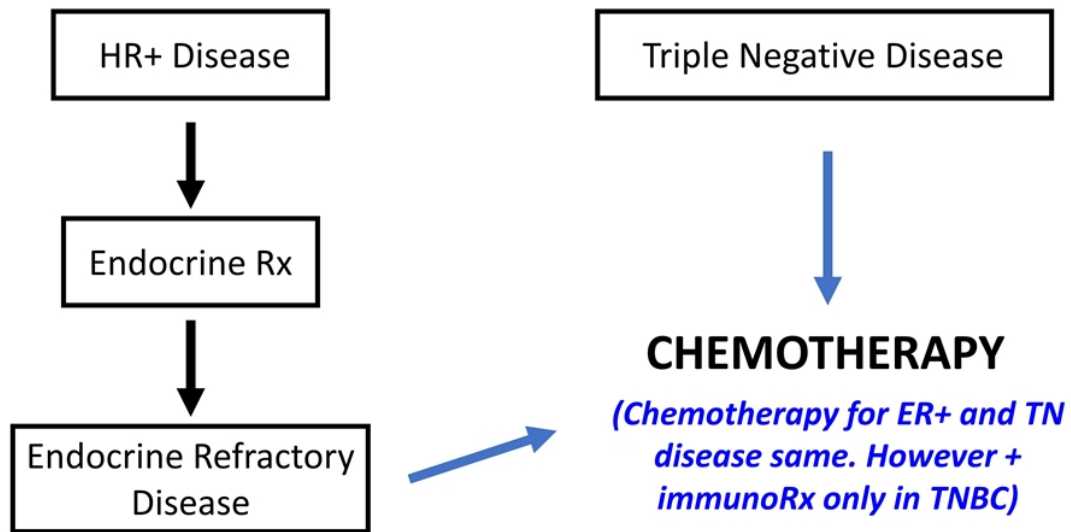 HR+ Disease
Triple Negative Disease
Endocrine Rx
Endocrine Refractory
Disease
CHEMOTHERAPY
(Chemotherapy for ER+ and TN
disease same. However +
immunoRx only in TNBC)